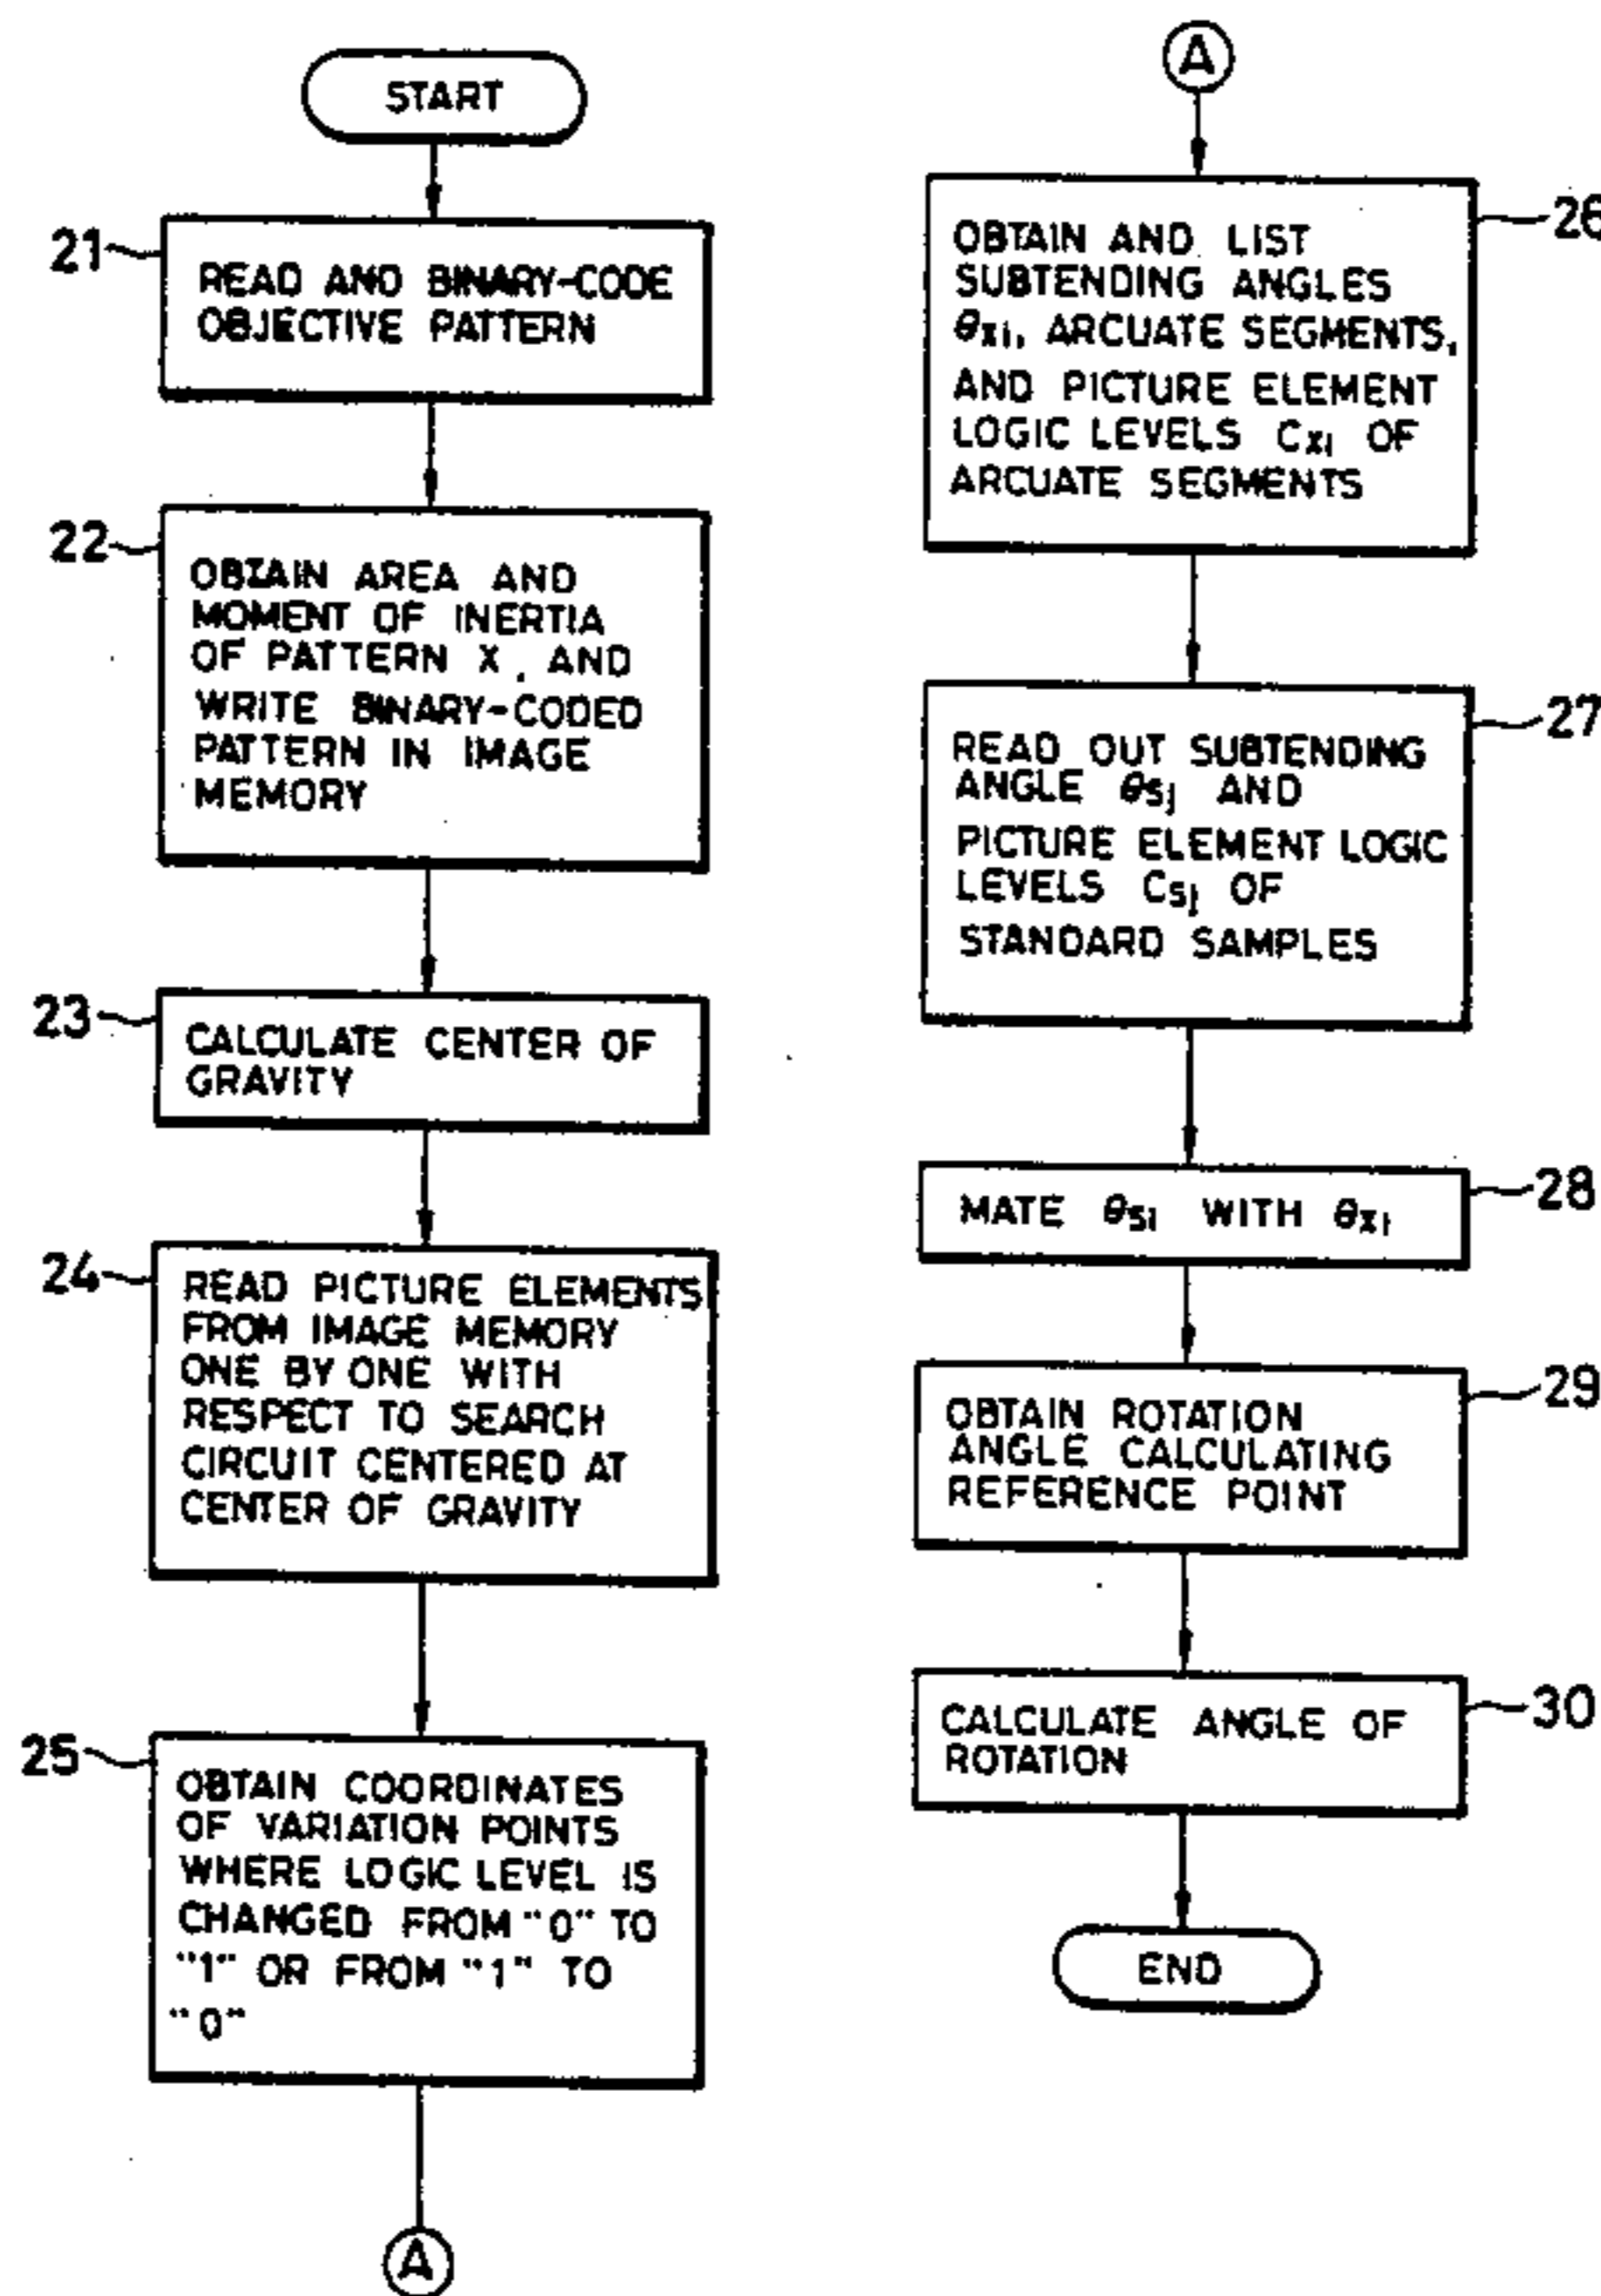 START
21
READ AND BINARY-CODE
OBJECTIVE PATTERN
22
OBTAIN AREA AND
MOMENT OF INERTIA
OF PATTERN X, AND
WRITE BINARY-CODED
PATTERN IN IMAGE
MEMORY
23
CALCULATE CENTER OF
GRAVITY
24
READ PICTURE ELEMENTS
FROM IMAGE MEMORY
ONE BY ONE WITH
RESPECT TO SEARCH
CIRCUIT CENTERED AT
CENTER OF GRAVITY
25
OBTAIN COORDINATES
OF VARIATION POINTS
WHERE LOGIC LEVEL IS
CHANGED FROM "0" TO
"1" OR FROM "1" TO
"0"
A
A
26
OBTAIN AND LIST
SUBTENDING ANGLES
θxi, ARCUATE SEGMENTS,
AND PICTURE ELEMENT
LOGIC LEVELS Cxi OF
ARCUATE SEGMENTS
27
READ OUT SUBTENDING
ANGLE θSj AND
PICTURE ELEMENT LOGIC
LEVELS CSj OF
STANDARD SAMPLES
28
MATE θSi WITH θxi
29
OBTAIN ROTATION
ANGLE CALCULATING
REFERENCE POINT
30
CALCULATE ANGLE OF
ROTATION
END